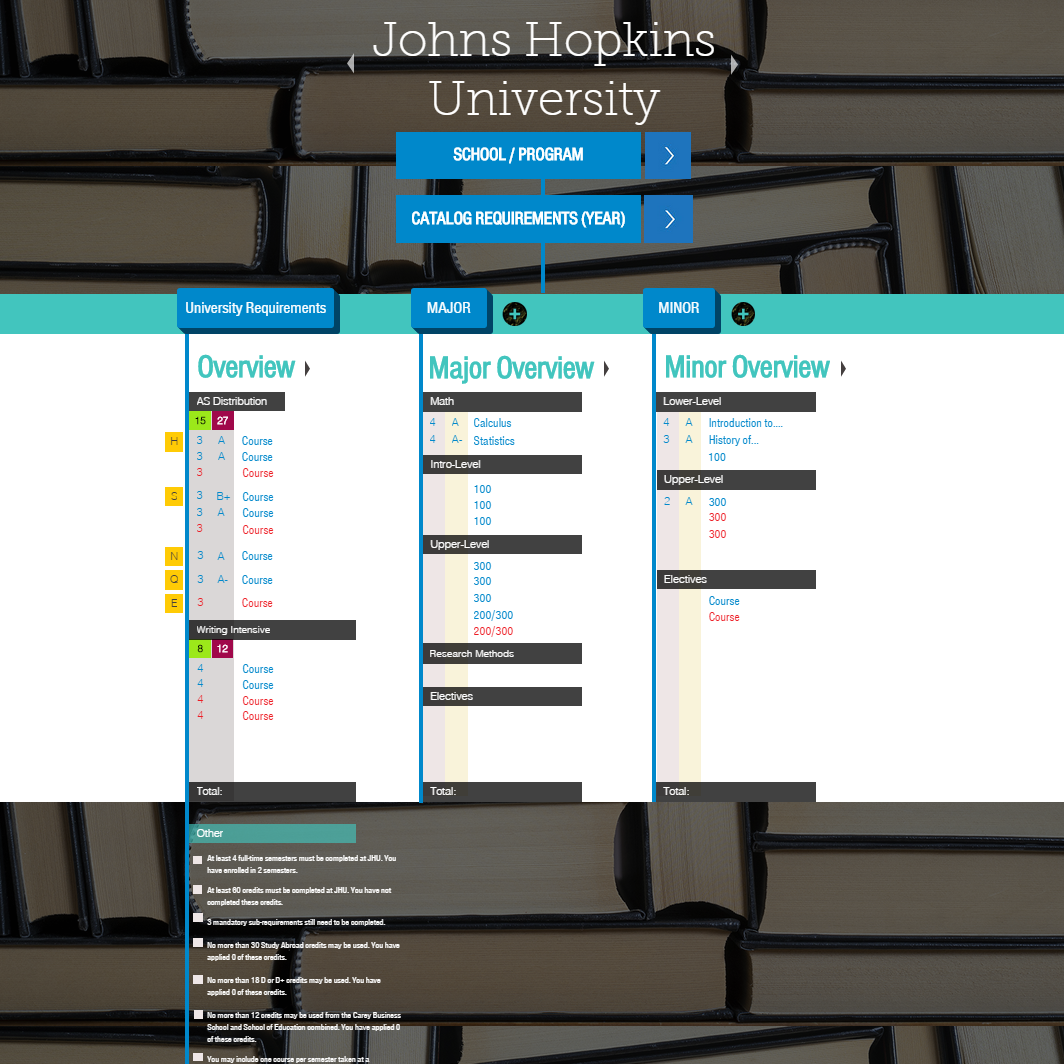 Johns Hopkins
University
SCHOOL / PROGRAM
CATALOG REQUIREMENTS (YEAR)
University Requirements
MAJOR
MINOR
Overview
AS Distribution
15 27
H 3 A Course
3 A Course
3 Course
S 3 B+ Course
3 A Course
3 Course
N 3 A Course
Q 3 A- Course
E 3 Course
Writing Intensive
8 12
4 Course
4 Course
4 Course
4 Course
Total:
Major Overview
Math
4 A Calculus
4 A- Statistics
Intro-Level
100
100
100
Upper-Level
300
300
300
200/300
200/300
Research Methods
Electives
Total:
Minor Overview
Lower-Level
4 A Introduction to....
3 A History of...
100
Upper-Level
2 A 300
300
300
Electives
Course
Course
Total:
Other
At least 4 full-time semesters must be completed at JHU. You
have enrolled in 2 semesters.
At least 60 credits must be completed at JHU. You have not
completed these credits.
3 mandatory sub-requirements still need to be completed.
No more than 30 Study Abroad credits may be used. You have
applied 0 of these credits.
No more than 18 D or D+ credits may be used. You have
applied 0 of these credits.
No more than 12 credits may be used from the Carey Business
School and School of Education combined. You have applied 0
of these credits.
You may include one course per semester taken at a